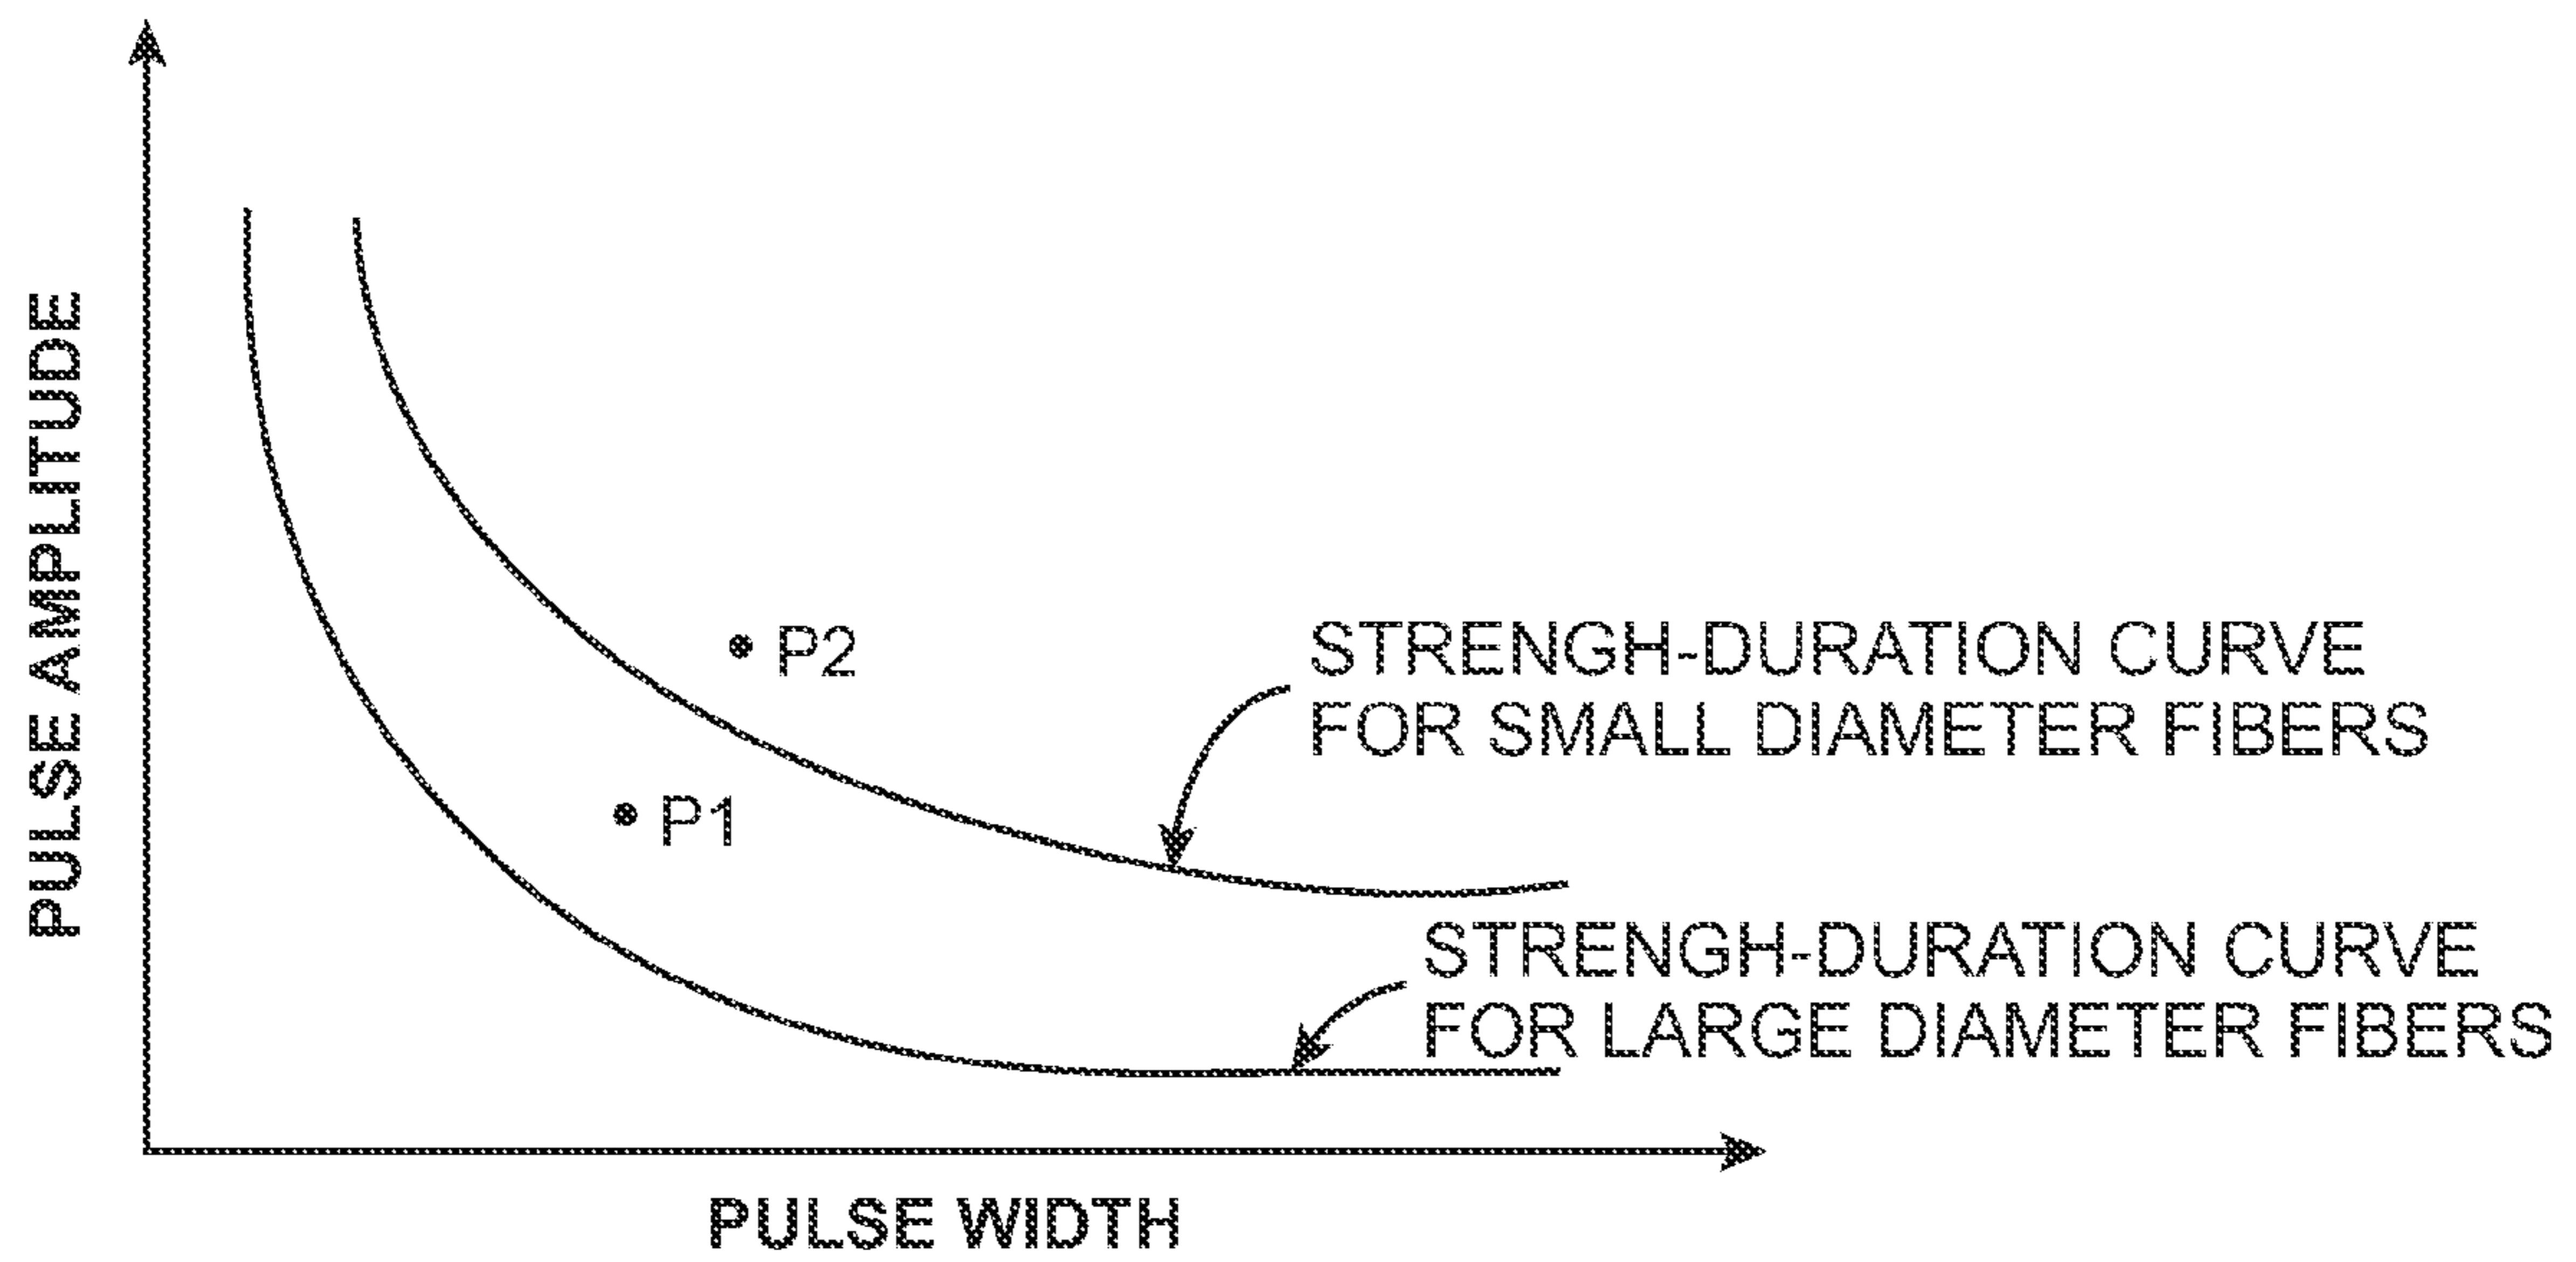 PULSE AMPLITUDE
P2
P1
STRENGH-DURATION CURVE
FOR SMALL DIAMETER FIBERS
STRENGH-DURATION CURVE
FOR LARGE DIAMETER FIBERS
PULSE WIDTH